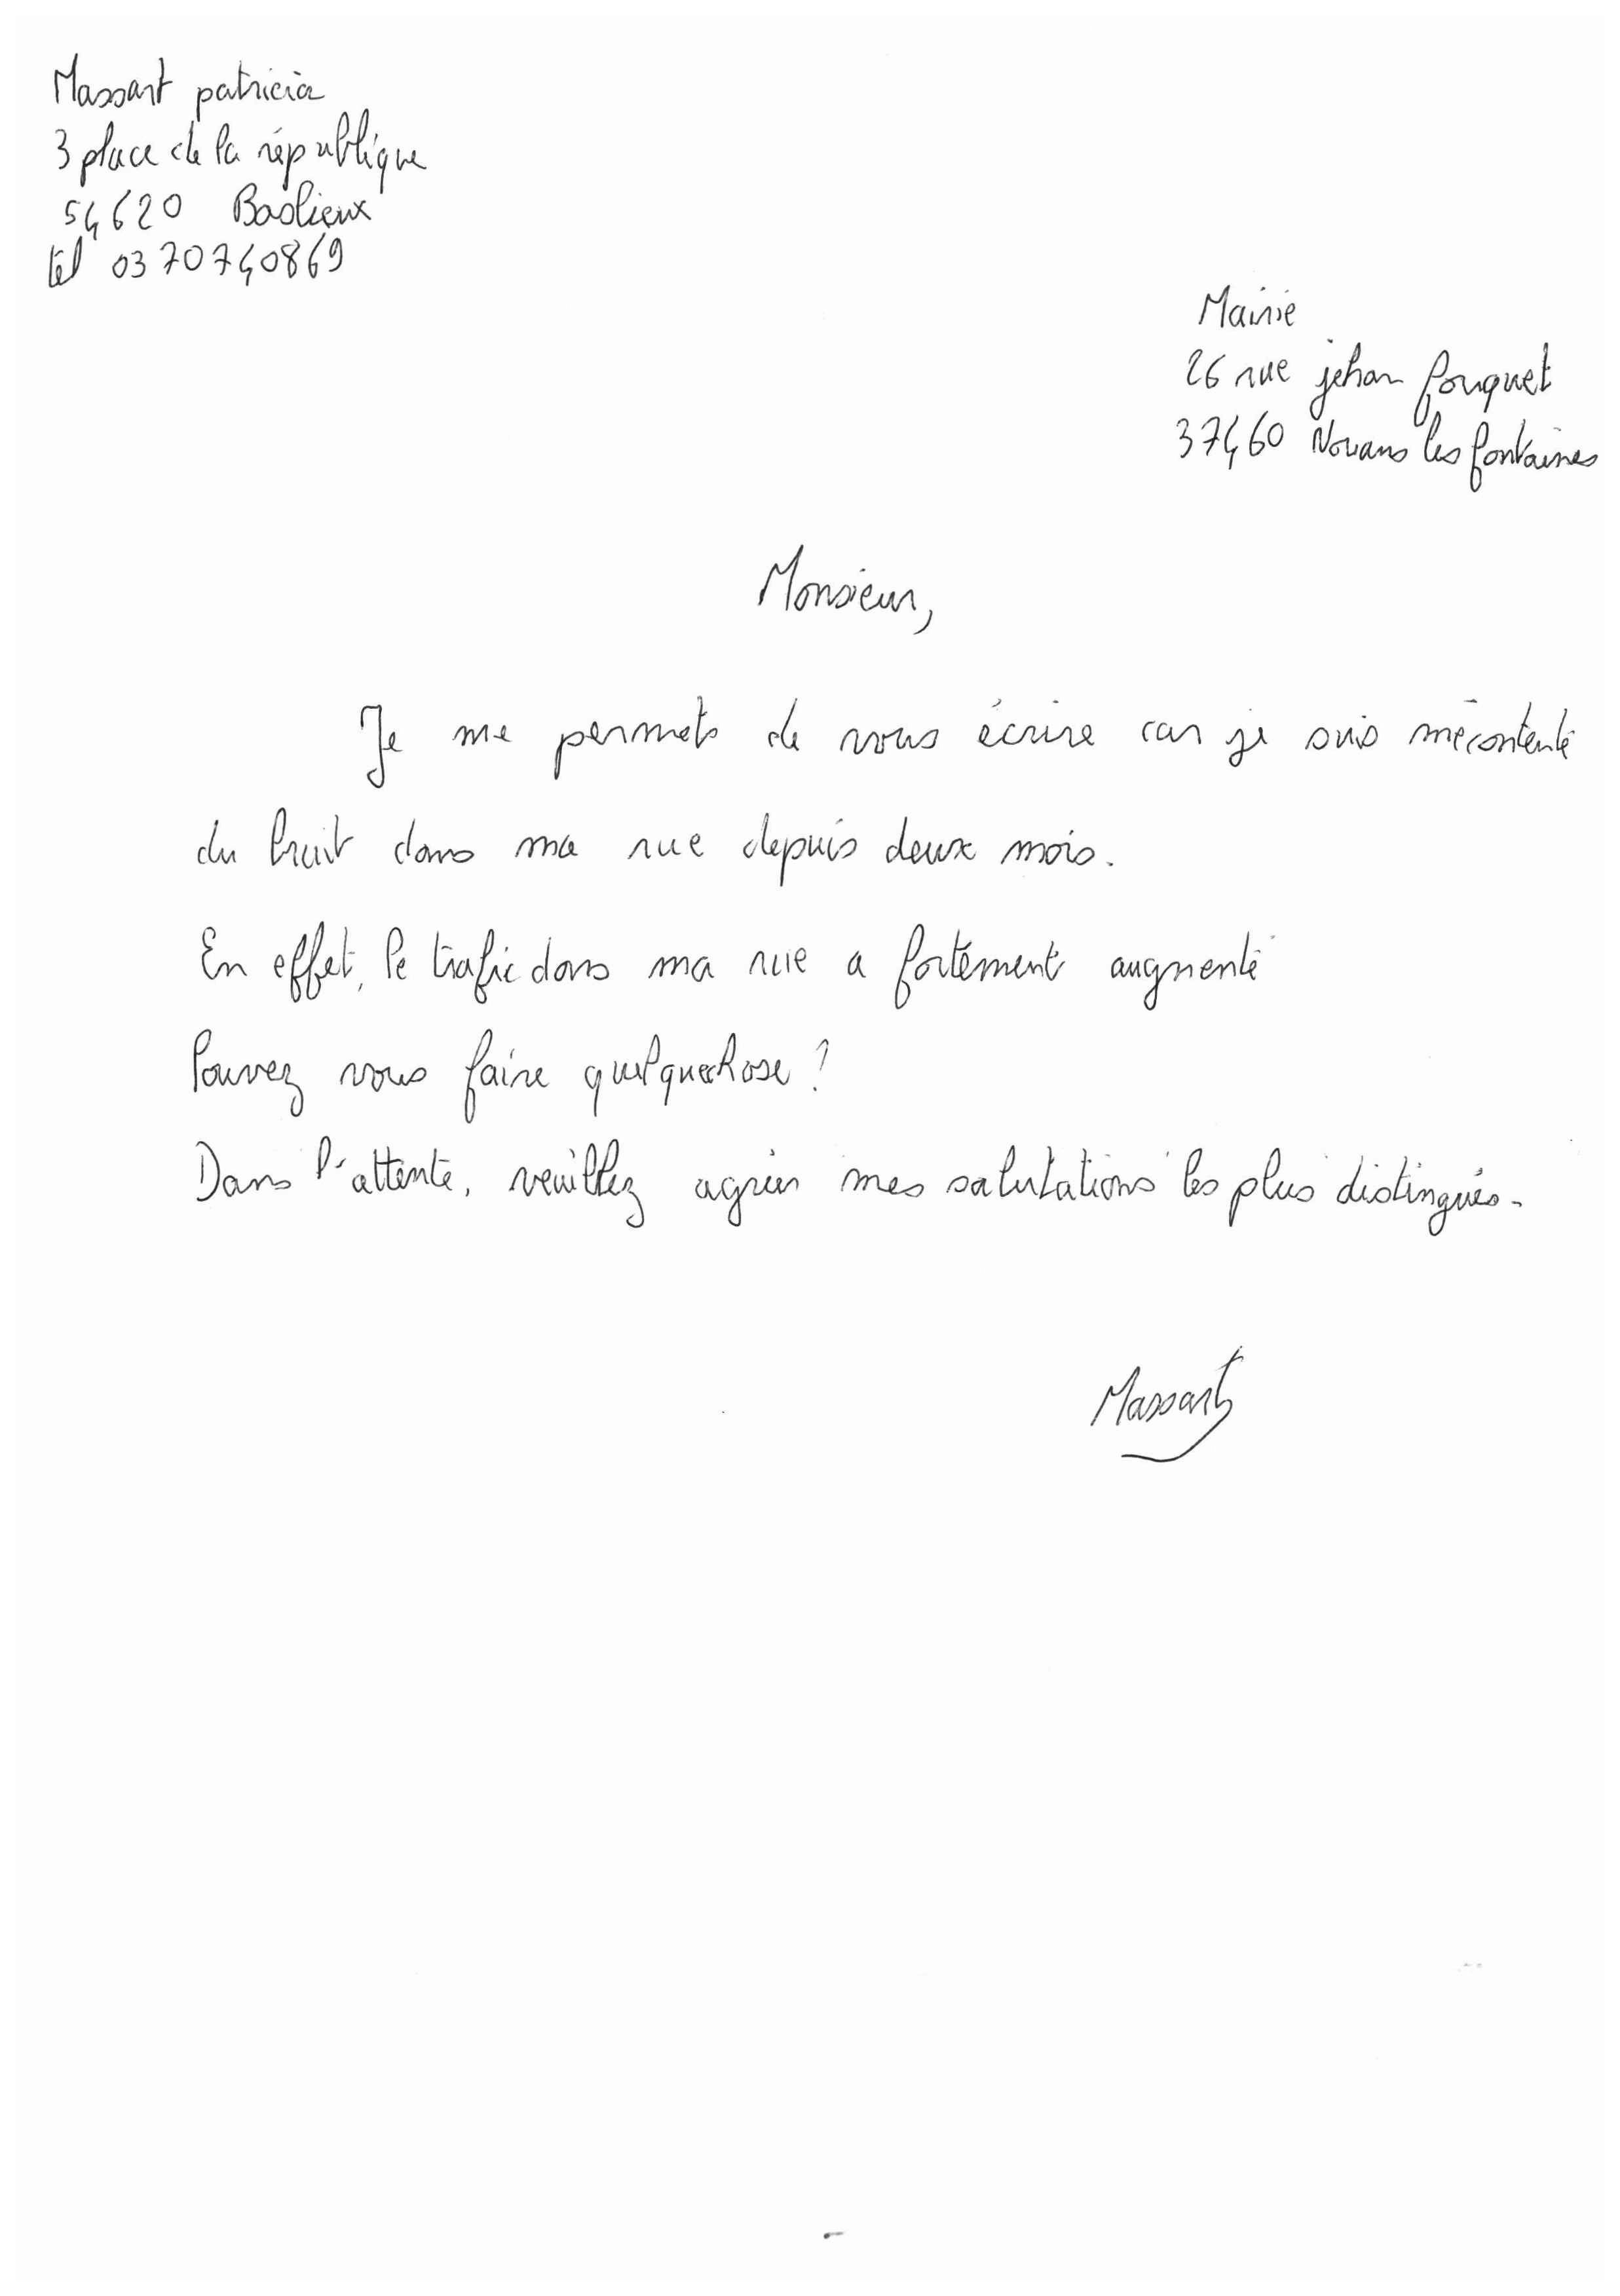 Massart patricia
3 place de la république
54620 Baslieux
tél 0370740869
Mairie
26 rue jehan fouquet
37460 Nouans les fontaines
Monsieur,
Je me permets de vous écrire car je suis mécontente
du bruit dans ma rue depuis deux mois.
En effet, le trafic dans ma rue a fortement augmenté
Pouvez vous faire quelquechose ?
Dans l'attente, veuillez agréer mes salutations les plus distingués.
Massart